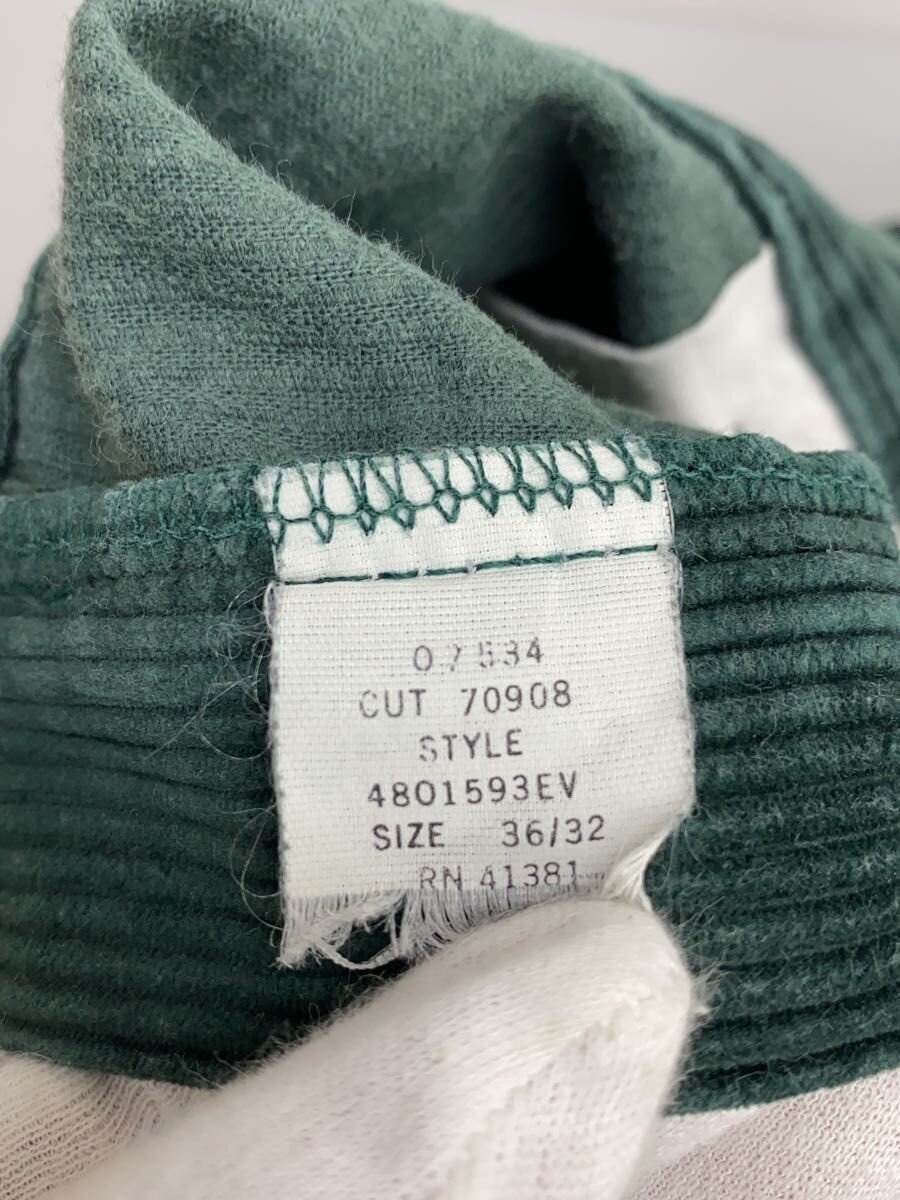 07534
CUT 70908
STYLE
4801593EV
SIZE 36/32
RN 41381